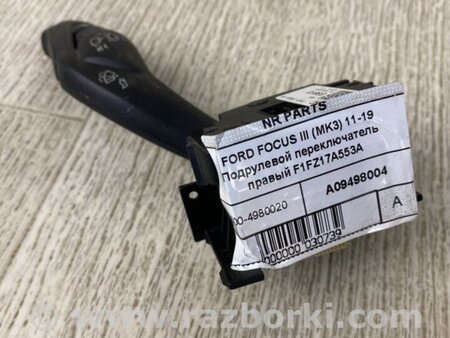 NR PARTS
FORD FOCUS III (MK3) 11-19
Подрулевой переключатель
правый F1FZ17A553A
00-4980020
A09498004
A
000000 030739
www.razborki.com